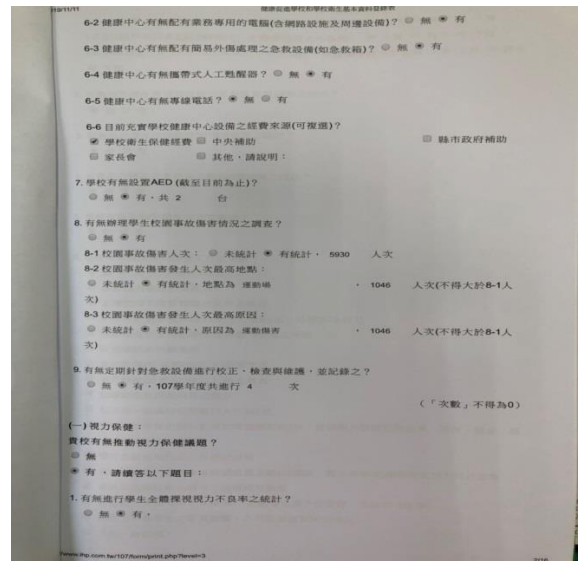 19/11/11 健康促進學校和學校衛生基本資料登錄表
6-2 健康中心有無配有業務專用的電腦(含網路設施及周邊設備)? ◎ 無 ◉ 有
6-3 健康中心有無配有簡易外傷處理之急救設備(如急救箱)? ◎ 無 ◉ 有
6-4 健康中心有無攜帶式人工甦醒器? ◎ 無 ◉ 有
6-5 健康中心有無專線電話? ◉ 無 ◎ 有
6-6 目前充實學校健康中心設備之經費來源(可複選)?
☑ 學校衛生保健經費 ☐ 中央補助 ☐ 縣市政府補助
☐ 家長會 ☐ 其他,請說明:
7. 學校有無設置AED (截至目前為止)?
◎ 無 ◉ 有,共 2 台
8. 有無辦理學生校園事故傷害情況之調查?
◎ 無 ◉ 有
8-1 校園事故傷害人次: ◎ 未統計 ◉ 有統計, 5930 人次
8-2 校園事故傷害發生人次最高地點:
◎ 未統計 ◉ 有統計,地點為 運動場 , 1046 人次(不得大於8-1人
次)
8-3 校園事故傷害發生人次最高原因:
◎ 未統計 ◉ 有統計,原因為 運動傷害 , 1046 人次(不得大於8-1人
次)
9. 有無定期針對急救設備進行校正、檢查與維護,並記錄之?
◎ 無 ◉ 有,107學年度共進行 4 次
(「次數」不得為0)
(一) 視力保健:
貴校有無推動視力保健議題?
◎ 無
◉ 有,請續答以下題目:
1. 有無進行學生全體裸視視力不良率之統計?
◎ 無 ◉ 有,
/www.ihp.com.tw/107/form/print.php?level=3 2/16